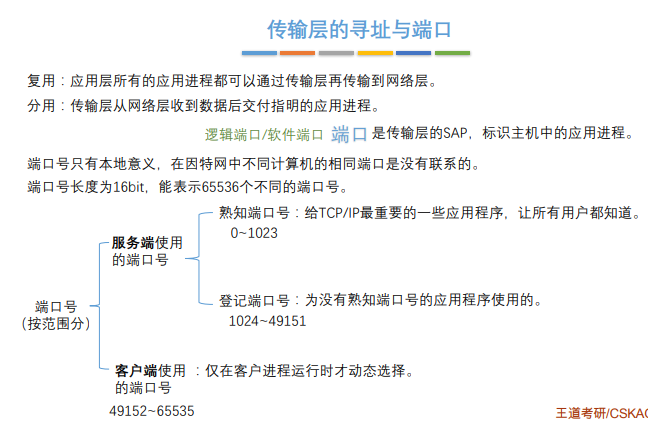 传输层的寻址与端口
复用：应用层所有的应用进程都可以通过传输层再传输到网络层。
分用：传输层从网络层收到数据后交付指明的应用进程。
逻辑端口/软件端口 端口 是传输层的SAP，标识主机中的应用进程。
端口号只有本地意义，在因特网中不同计算机的相同端口是没有联系的。
端口号长度为16bit，能表示65536个不同的端口号。
端口号
（按范围分）
服务端使用
的端口号
熟知端口号：给TCP/IP最重要的一些应用程序，让所有用户都知道。
0~1023
登记端口号：为没有熟知端口号的应用程序使用的。
1024~49151
客户端使用 ：仅在客户进程运行时才动态选择。
的端口号
49152~65535
王道考研/CSKAO